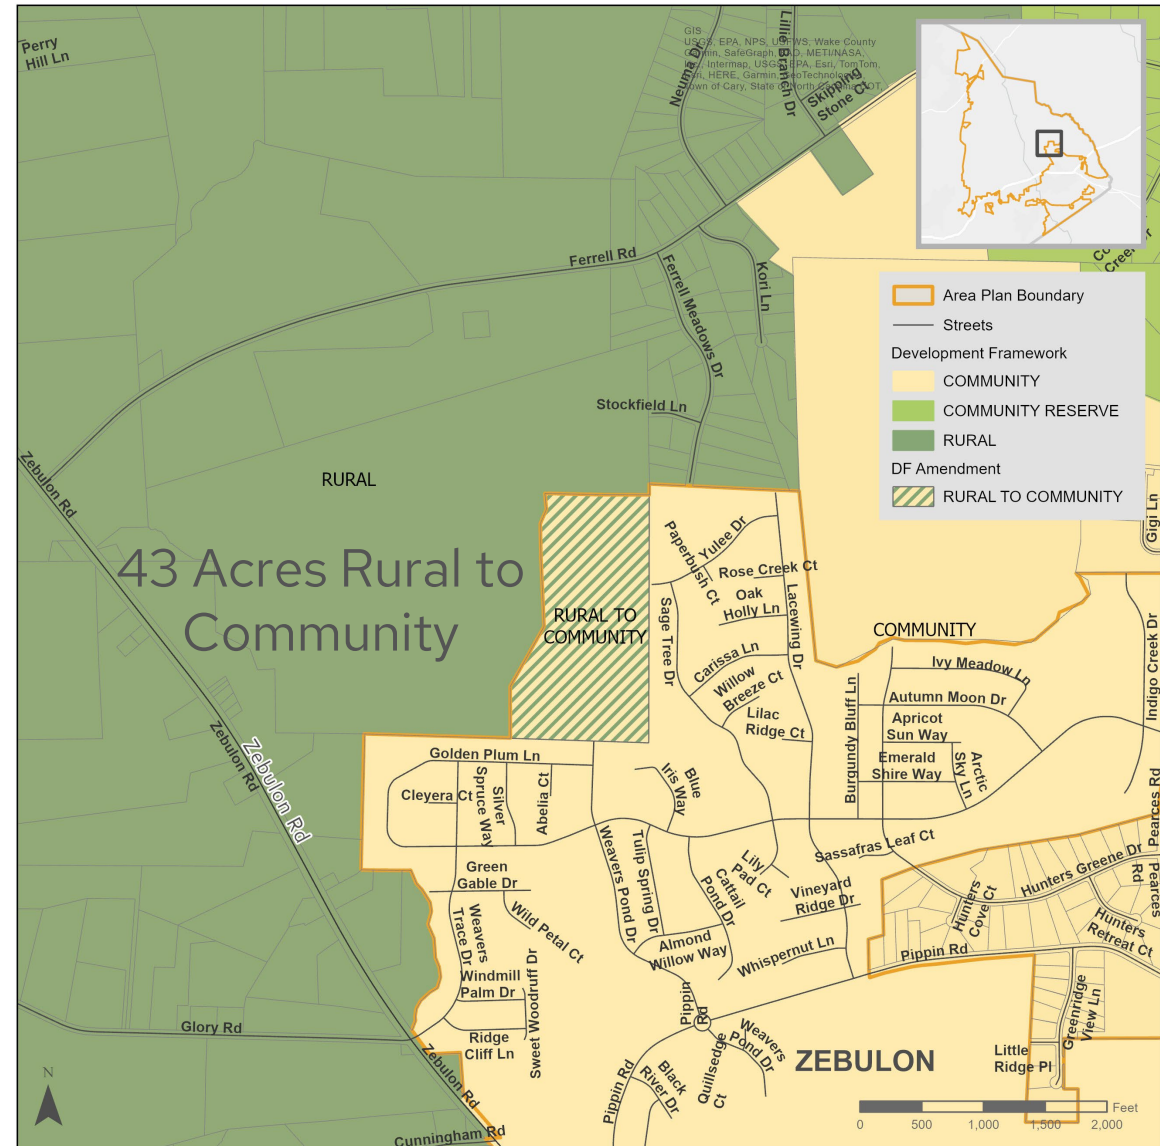 Perry
Hill Ln
GIS
USGS, EPA, NPS, USFWS, Wake County
Garmin, SafeGraph, FAO, METI/NASA,
Intermap, USGS, EPA, Esri, TomTom,
Esri, HERE, Garmin, GeoTechnologies
Town of Cary, State of North Carolina DOT,
Neuma Dr
Lillie Branch Dr
Skipping
Stone Ct
Ferrell Rd
Ferrell Meadows Dr
Kori Ln
Stockfield Ln
Area Plan Boundary
Streets
Development Framework
COMMUNITY
COMMUNITY RESERVE
RURAL
DF Amendment
RURAL TO COMMUNITY
Gigi Ln
Zebulon Rd
RURAL
43 Acres Rural to
Community
RURAL TO
COMMUNITY
COMMUNITY
Yulee Dr
Paperbush Ct
Rose Creek Ct
Oak
Holly Ln
Lacewing Dr
Sage Tree Dr
Carissa Ln
Willow
Breeze Ct
Lilac
Ridge Ct
Ivy Meadow Ln
Autumn Moon Dr
Apricot
Sun Way
Emerald
Shire Way
Arctic
Sky Ln
Burgundy Bluff Ln
Indigo Creek Dr
Zebulon Rd
Zebulon Rd
Golden Plum Ln
Cleyera Ct
Silver
Spruce Way
Abelia Ct
Blue
Iris Way
Weavers Pond Dr
Tulip Spring Dr
Cattail
Pond Dr
Lily
Pad Ct
Sassafras Leaf Ct
Vineyard
Ridge Dr
Pearces Rd
Pearces
Rd
Hunters Greene Dr
Hunters
Cove Ct
Hunters
Retreat Ct
Green
Gable Dr
Weavers
Trace Dr
Wild Petal Ct
Almond
Willow Way
Whispernut Ln
Pippin Rd
Windmill
Palm Dr
Sweet Woodruff Dr
Ridge
Cliff Ln
Glory Rd
Zebulon Rd
Cunningham Rd
Pippin
Rd
Pippin Rd
Black
River Dr
Quillsedge
Ct
Weavers
Pond Dr
ZEBULON
Greenridge
View Ln
Little
Ridge Pl
N
Feet
0 500 1,000 1,500 2,000